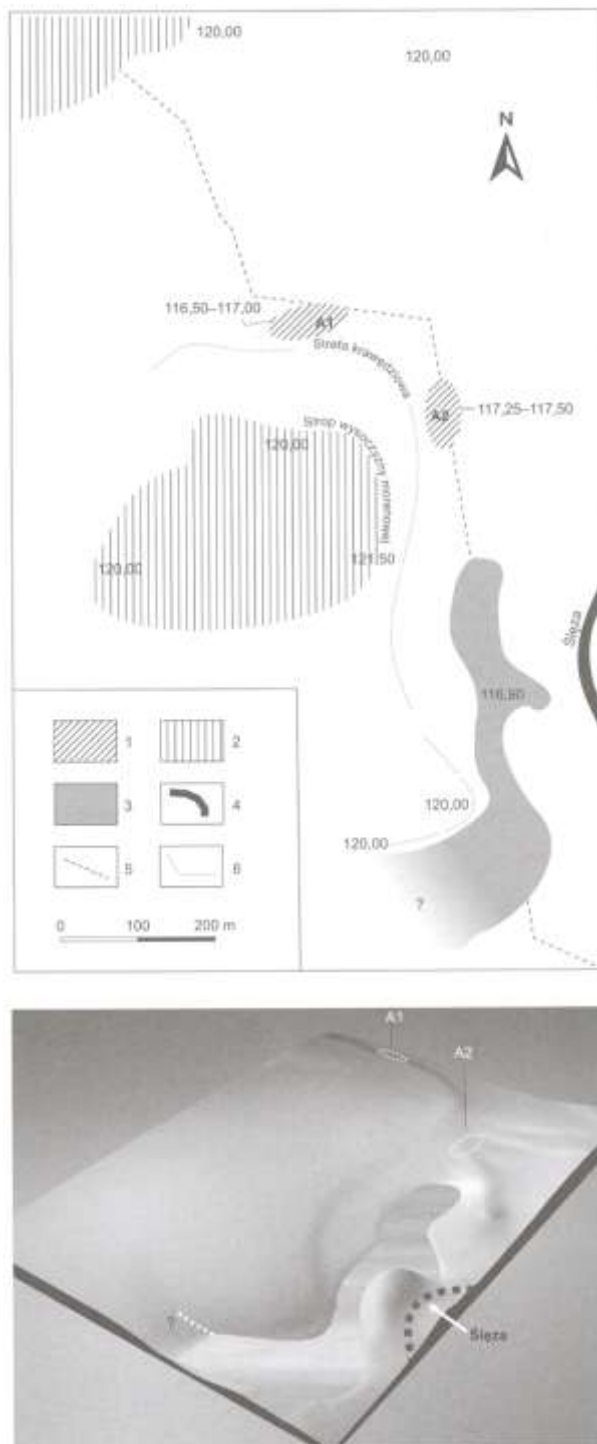 120,00
120,00
N
116,50–117,00
A1
Strefa krawędziowa
A2
117,25–117,50
Strop wysoczyzny morenowej
120,00
120,00
121,50
Ślęza
116,50
1
2
3
4
5
6
120,00
120,00
?
0 100 200 m
A1
A2
?
Ślęza